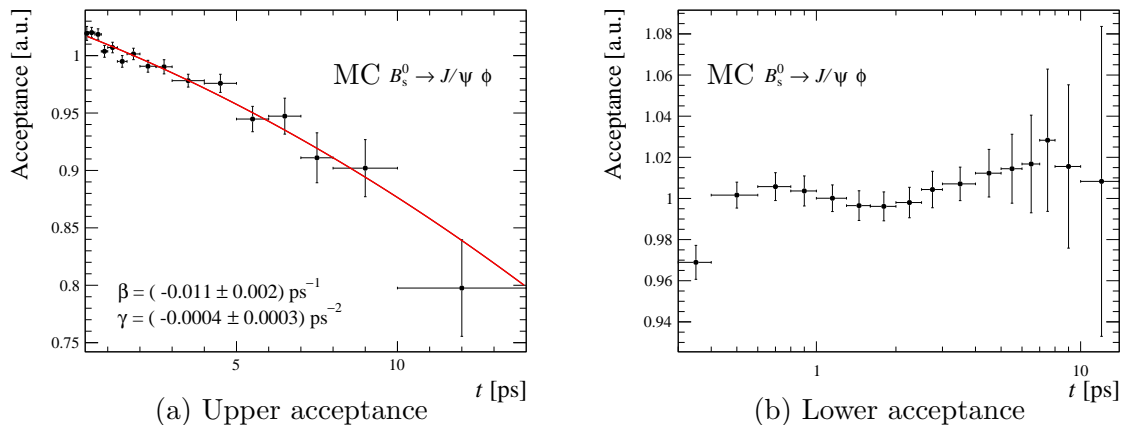 Acceptance [a.u.]
1
0.95
0.9
0.85
0.8
0.75
MC B_s^0 → J/ψ ϕ
β = ( -0.011 ± 0.002) ps⁻¹
γ = ( -0.0004 ± 0.0003) ps⁻²
5
10
t [ps]
(a) Upper acceptance
Acceptance [a.u.]
1.08
1.06
1.04
1.02
1
0.98
0.96
0.94
MC B_s^0 → J/ψ ϕ
1
10
t [ps]
(b) Lower acceptance